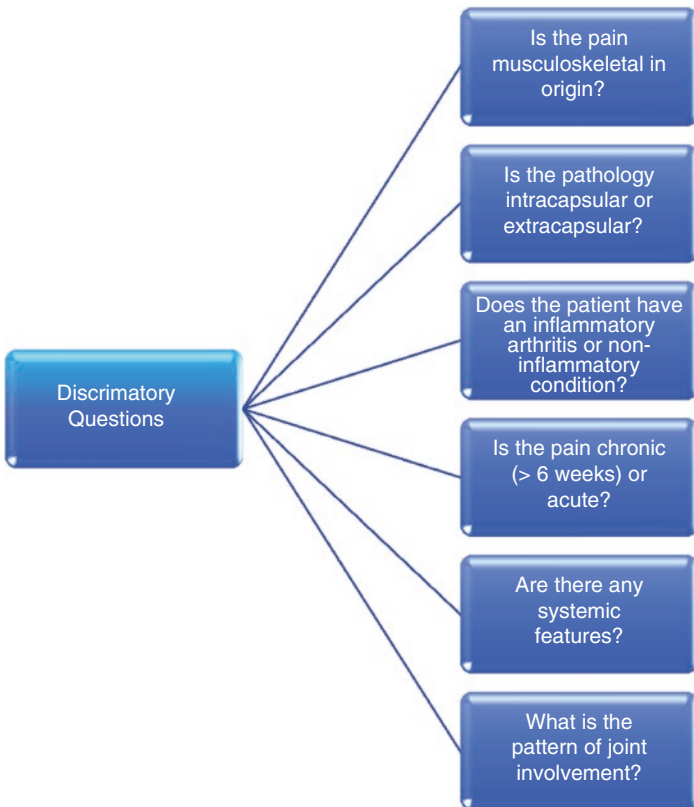 Is the pain
musculoskeletal in
origin?
Is the pathology
intracapsular or
extracapsular?
Does the patient have
an inflammatory
arthritis or non-
inflammatory
condition?
Discrimatory
Questions
Is the pain chronic
(> 6 weeks) or
acute?
Are there any
systemic
features?
What is the
pattern of joint
involvement?